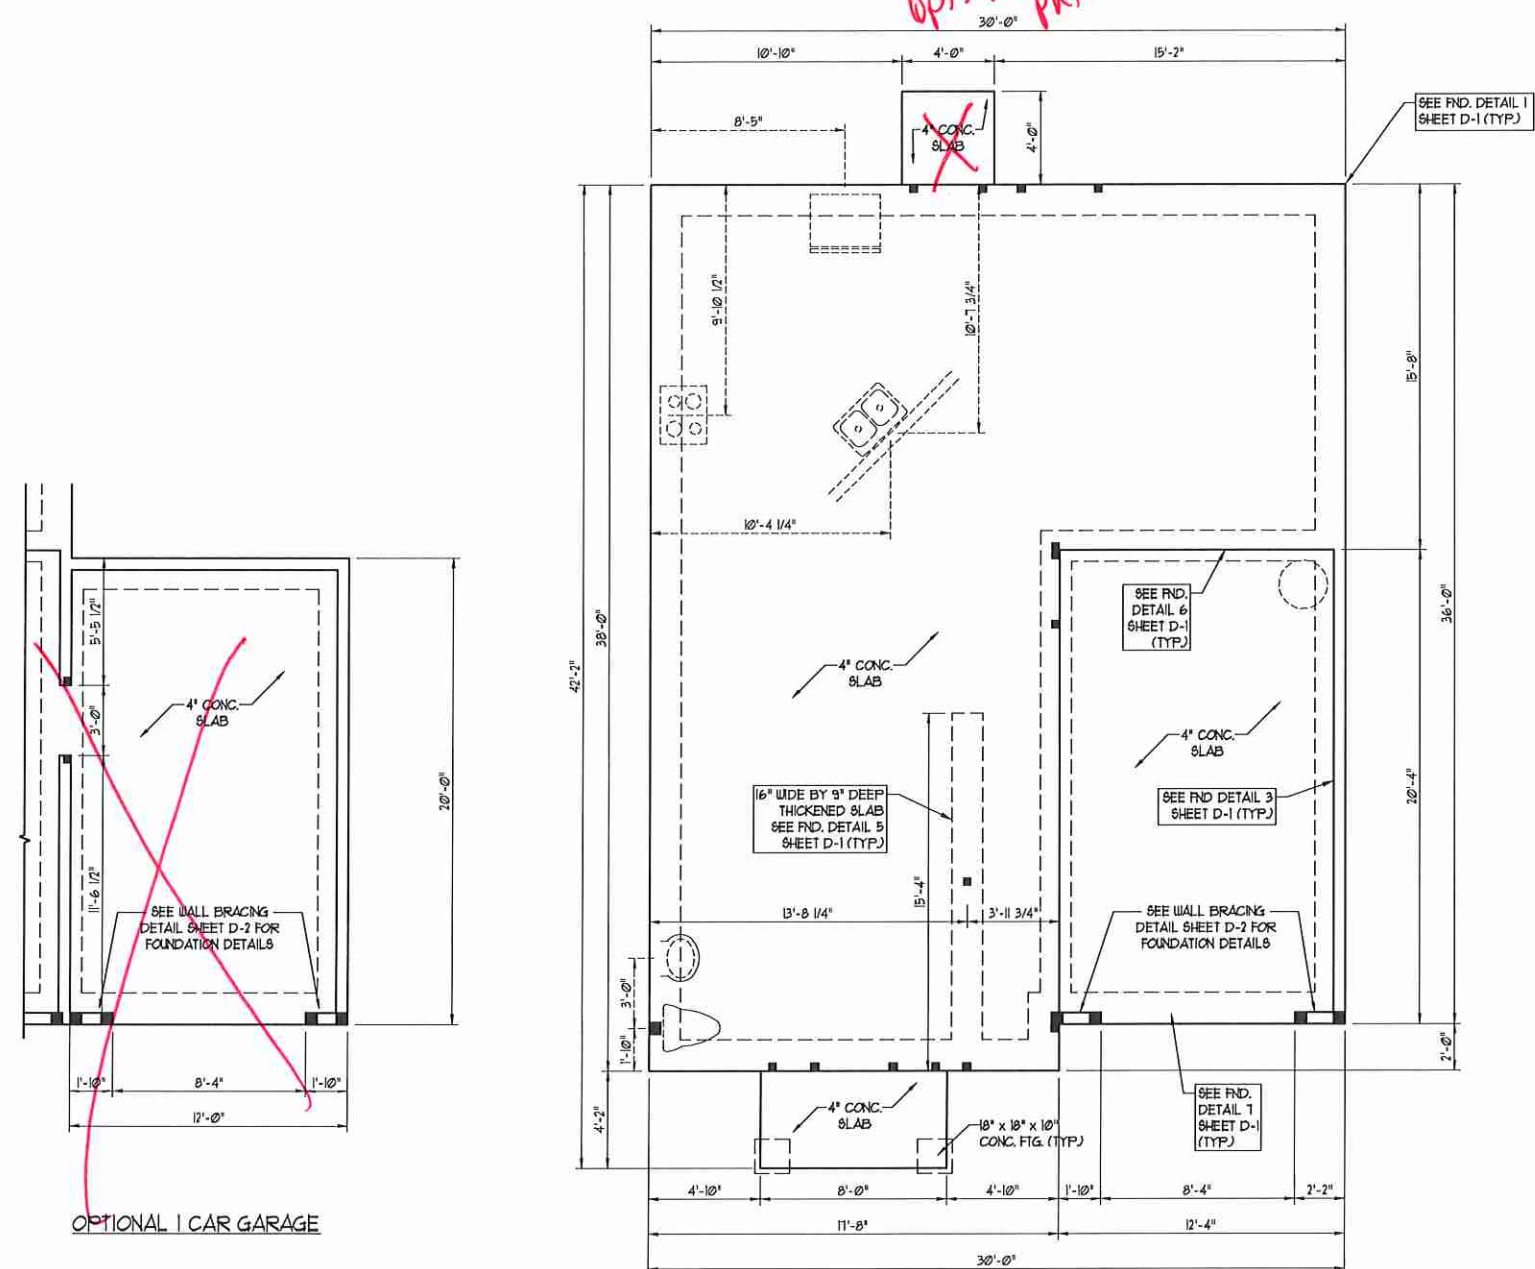 30'-0"
10'-10"
4'-0"
15'-2"
SEE FND. DETAIL 1
SHEET D-1 (TYP.)
8'-5"
4" CONC.
SLAB
4'-0"
9'-10 1/2"
10'-7 3/4"
15'-8"
10'-4 1/4"
42'-2"
38'-0"
36'-0"
SEE FND.
DETAIL 6
SHEET D-1
(TYP.)
4" CONC.
SLAB
5'-5 1/2"
3'-0"
11'-6 1/2"
4" CONC.
SLAB
20'-0"
4" CONC.
SLAB
16" WIDE BY 9" DEEP
THICKENED SLAB
SEE FND. DETAIL 5
SHEET D-1 (TYP.)
SEE FND DETAIL 3
SHEET D-1 (TYP.)
20'-4"
15'-4"
13'-8 1/4"
3'-11 3/4"
SEE WALL BRACING
DETAIL SHEET D-2 FOR
FOUNDATION DETAILS
SEE WALL BRACING
DETAIL SHEET D-2 FOR
FOUNDATION DETAILS
3'-0"
1'-10"
2'-0"
1'-10"
8'-4"
1'-10"
12'-0"
4'-2"
4" CONC.
SLAB
18" x 18" x 10"
CONC. FTG. (TYP.)
SEE FND.
DETAIL 7
SHEET D-1
(TYP.)
4'-10"
8'-0"
4'-10"
1'-10"
8'-4"
2'-2"
17'-8"
12'-4"
30'-0"
OPTIONAL 1 CAR GARAGE